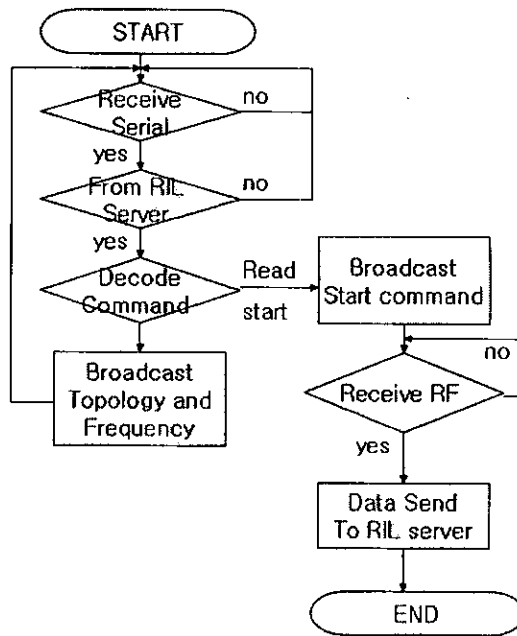 START
Receive
Serial
no
yes
From RIL
Server
no
yes
Decode
Command
Read
start
Broadcast
Start command
Broadcast
Topology and
Frequency
no
Receive RF
yes
Data Send
To RIL server
END